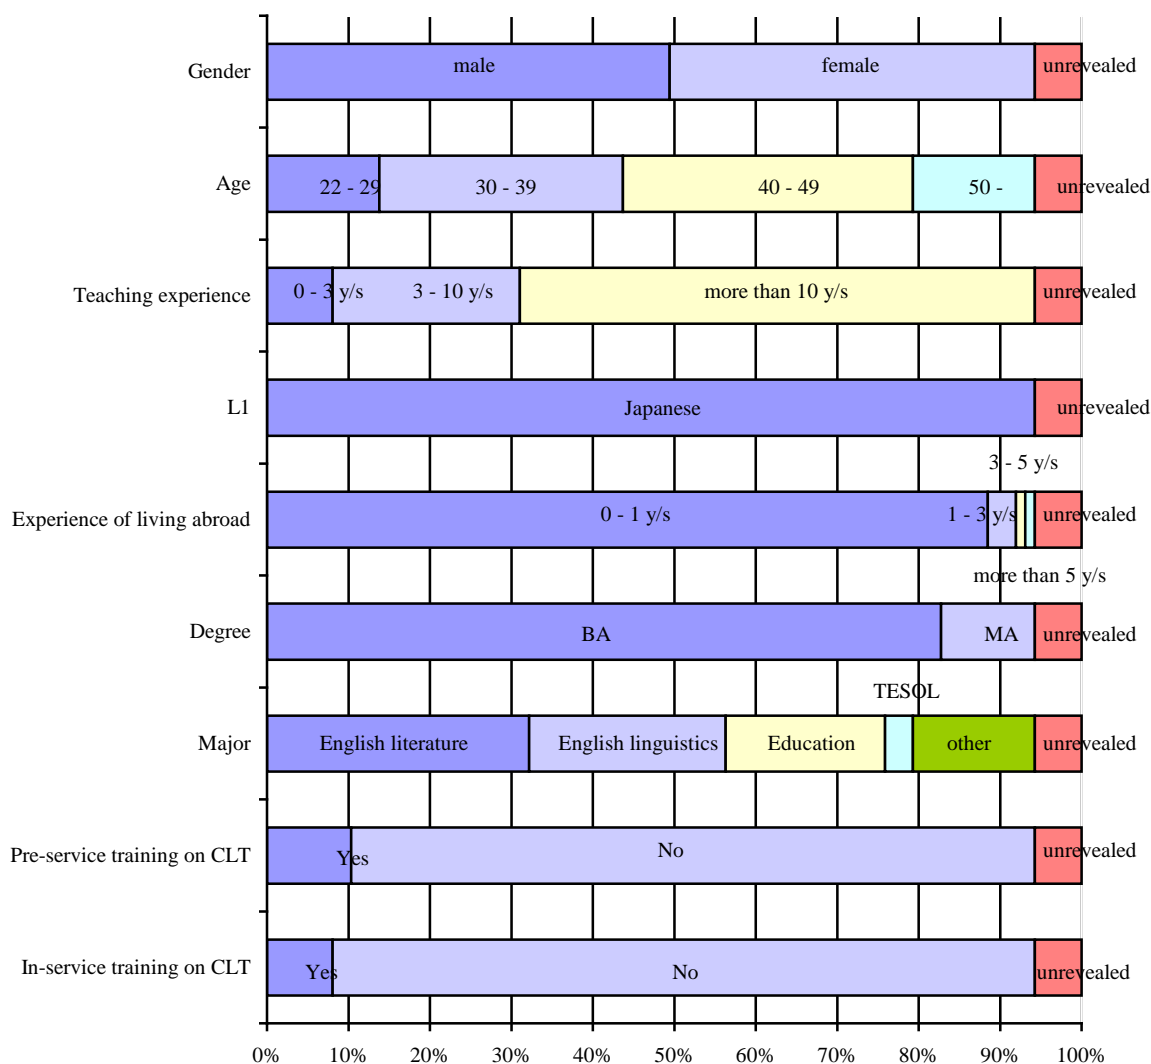 Gender male female unrevealed
Age 22 - 29 30 - 39 40 - 49 50 - unrevealed
Teaching experience 0 - 3 y/s 3 - 10 y/s more than 10 y/s unrevealed
L1 Japanese unrevealed
3 - 5 y/s
Experience of living abroad 0 - 1 y/s 1 - 3 y/s unrevealed
more than 5 y/s
Degree BA MA unrevealed
TESOL
Major English literature English linguistics Education other unrevealed
Pre-service training on CLT Yes No unrevealed
In-service training on CLT Yes No unrevealed
0% 10% 20% 30% 40% 50% 60% 70% 80% 90% 100%